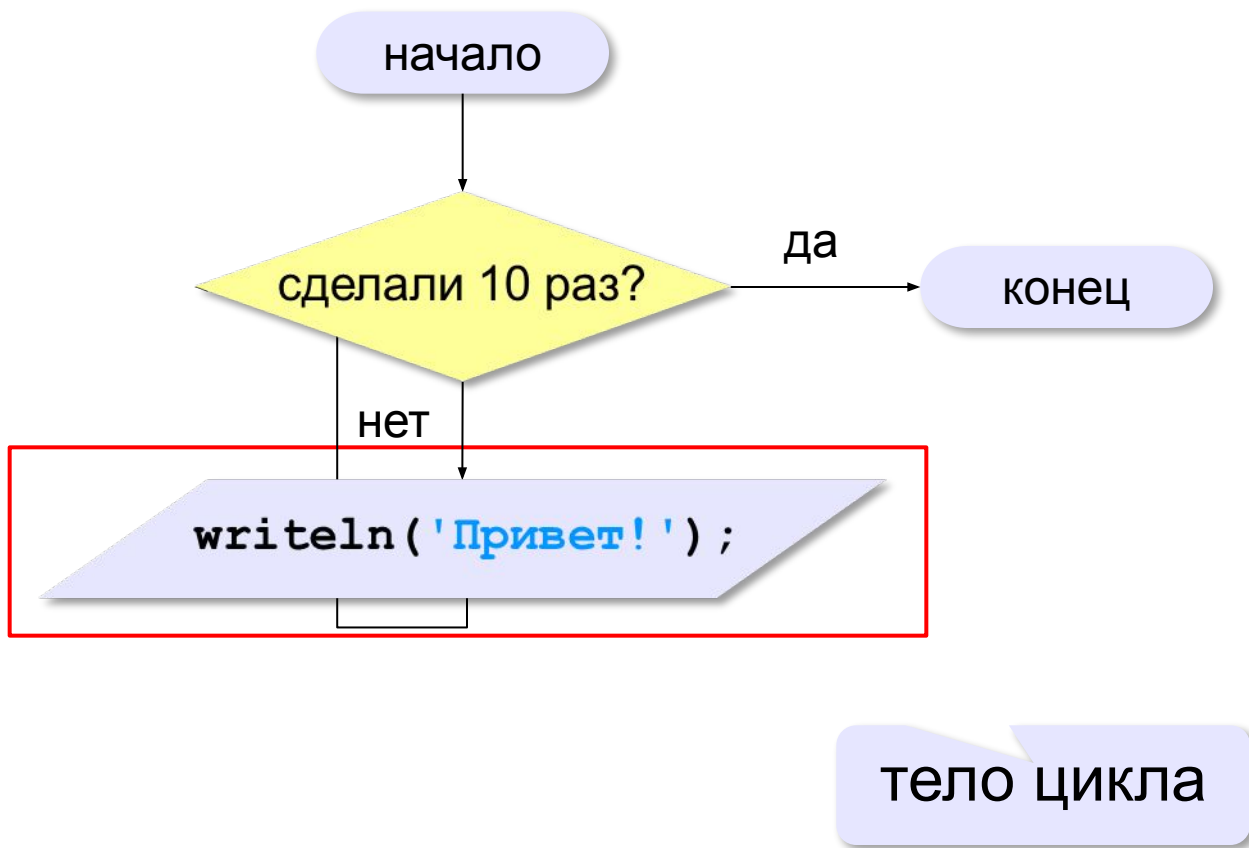 начало
сделали 10 раз?
да
конец
нет
writeln('Привет!');
тело цикла